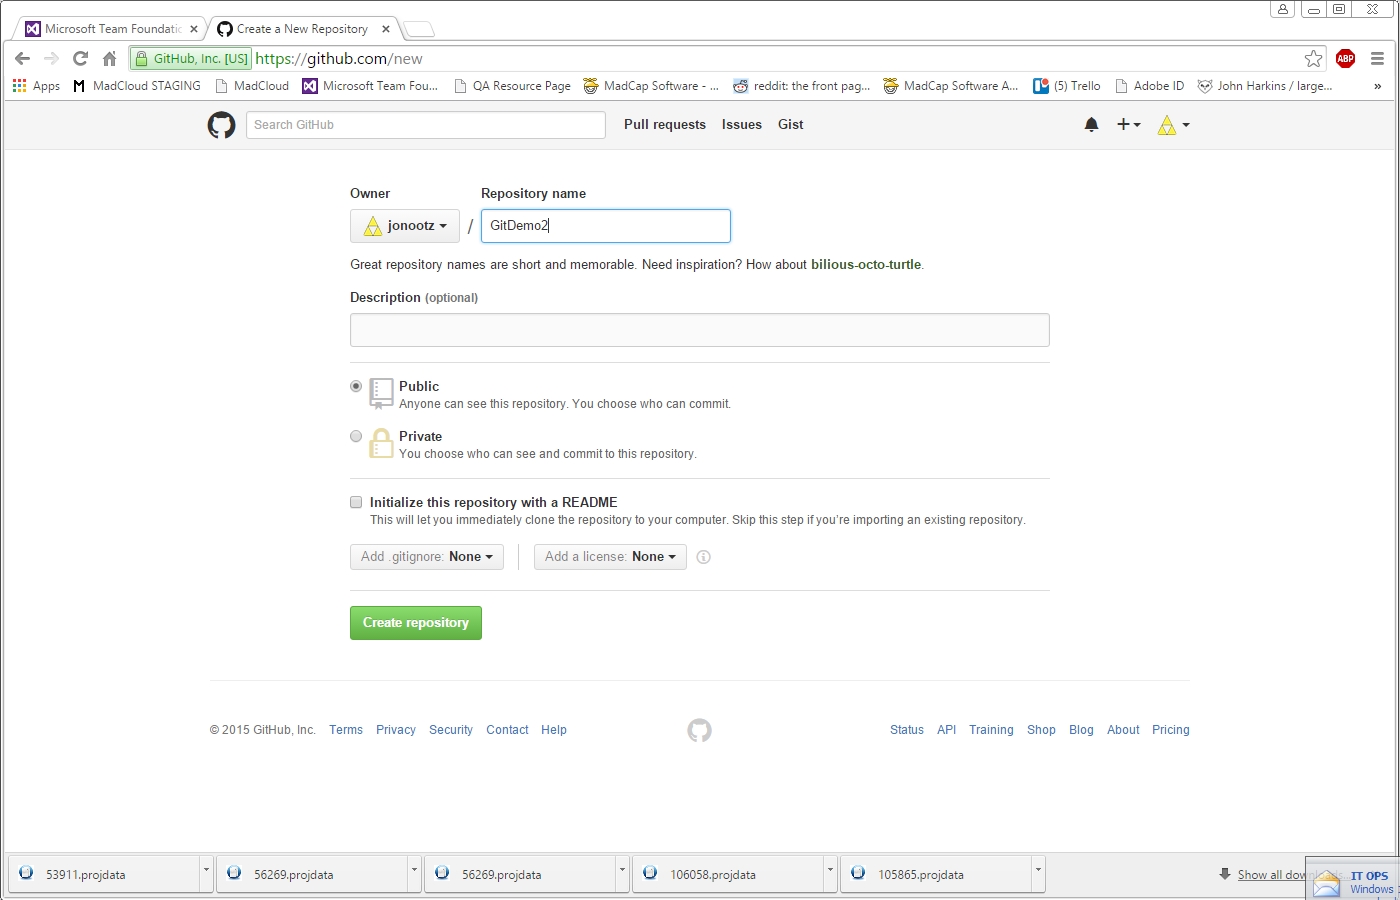 Microsoft Team Foundatio
Create a New Repository
GitHub, Inc. [US] https://github.com/new
ABP
Apps MadCloud STAGING MadCloud Microsoft Team Fou... QA Resource Page MadCap Software - ... reddit: the front pag... MadCap Software A... (5) Trello Adobe ID John Harkins / large... »
Search GitHub Pull requests Issues Gist
Owner Repository name
jonootz / GitDemo2
Great repository names are short and memorable. Need inspiration? How about bilious-octo-turtle.
Description (optional)
Public
Anyone can see this repository. You choose who can commit.
Private
You choose who can see and commit to this repository.
Initialize this repository with a README
This will let you immediately clone the repository to your computer. Skip this step if you're importing an existing repository.
Add .gitignore: None Add a license: None
Create repository
© 2015 GitHub, Inc. Terms Privacy Security Contact Help Status API Training Shop Blog About Pricing
53911.projdata 56269.projdata 56269.projdata 106058.projdata 105865.projdata Show all
IT OPS
Windows